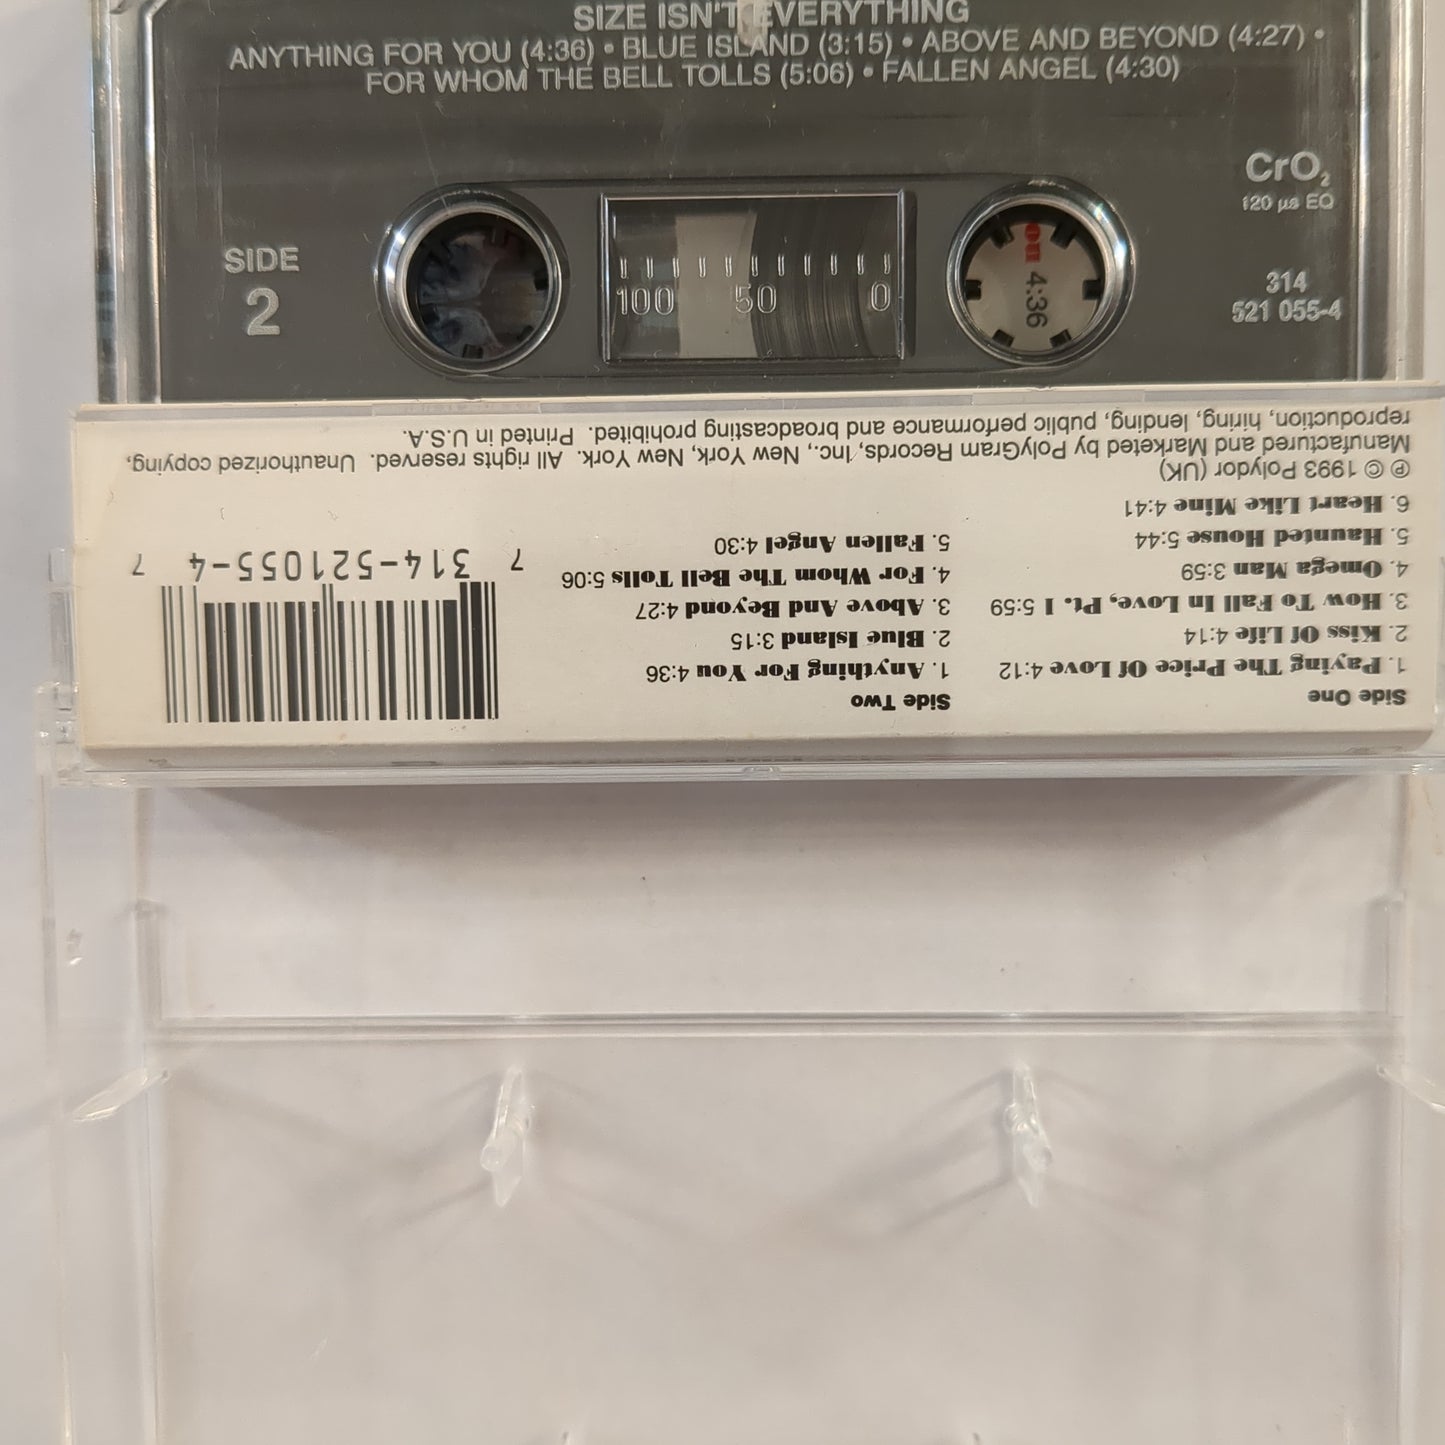 SIZE ISN'T EVERYTHING
ANYTHING FOR YOU (4:36) • BLUE ISLAND (3:15) • ABOVE AND BEYOND (4:27) •
FOR WHOM THE BELL TOLLS (5:06) • FALLEN ANGEL (4:30)
CrO2
120 µs EQ
SIDE
2
100 50 0
on 4:36
314
521 055-4
Side One
1. Paying The Price Of Love 4:12
2. Kiss Of Life 4:14
3. How To Fall In Love, Pt. 1 5:59
4. Omega Man 3:59
5. Haunted House 5:44
6. Heart Like Mine 4:41
Side Two
1. Anything For You 4:36
2. Blue Island 3:15
3. Above And Beyond 4:27
4. For Whom The Bell Tolls 5:06
5. Fallen Angel 4:30
7 314-521055-4 7
℗ © 1993 Polydor (UK)
Manufactured and Marketed by PolyGram Records, Inc., New York, New York. All rights reserved. Unauthorized copying,
reproduction, hiring, lending, public performance and broadcasting prohibited. Printed in U.S.A.